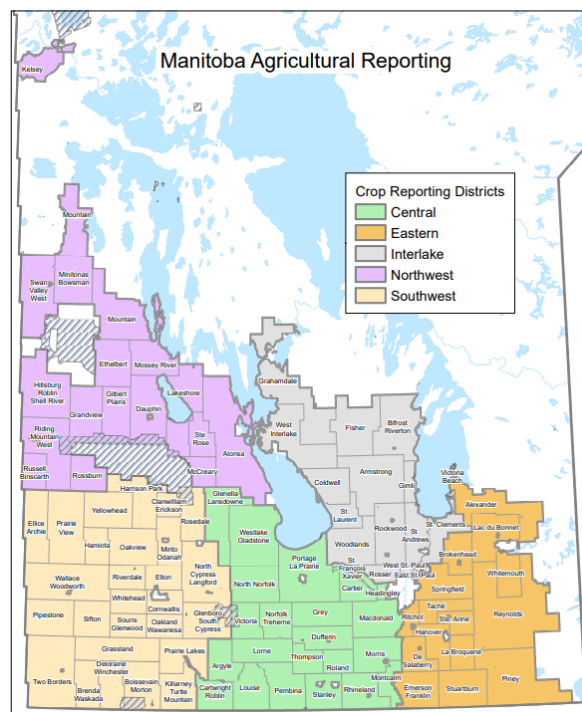 Manitoba Agricultural Reporting
Kelsey
Crop Reporting Districts
Central
Eastern
Interlake
Northwest
Southwest
Mountain
Swan
Valley
West
Minitonas
Bowsman
Mountain
Ethelbert
Mossey River
Hillsburg
Roblin
Shell River
Gilbert
Plains
Grandview
Dauphin
Lakeshore
Riding
Mountain
West
Ste.
Rose
Alonsa
McCreary
Russell
Binscarth
Rossburn
Grahamdale
West
Interlake
Fisher
Bifrost
Riverton
Armstrong
Coldwell
Gimli
St.
Laurent
Rockwood
St.
Andrews
Woodlands
Victoria
Beach
Alexander
St. Clements
Lac du Bonnet
Brokenhead
Whitemouth
West St. Paul
East St. Paul
Rosser
Springfield
St.
François
Xavier
Cartier
Headingley
Harrison Park
Clanwilliam
Erickson
Yellowhead
Rosedale
Ellice
Archie
Prairie
View
Hamiota
Oakview
Minto
Odanah
Glenella
Lansdowne
Westlake
Gladstone
Portage
La Prairie
North
Cypress
Langford
North Norfolk
Wallace
Woodworth
Riverdale
Elton
Whitehead
Cornwallis
Pipestone
Sifton
Souris
Glenwood
Oakland
Wawanesa
Glenboro
South
Cypress
Victoria
Norfolk
Treherne
Grey
Macdonald
Dufferin
Grassland
Prairie Lakes
Lorne
Thompson
Morris
Roland
Argyle
Deloraine
Winchester
Two Borders
Brenda
Waskada
Boissevain
Morton
Killarney
Turtle
Mountain
Cartwright
Roblin
Louise
Pembina
Stanley
Rhineland
Montcalm
Ritchot
Taché
Ste. Anne
Hanover
Reynolds
De
Salaberry
La Broquerie
Emerson
Franklin
Stuartburn
Piney